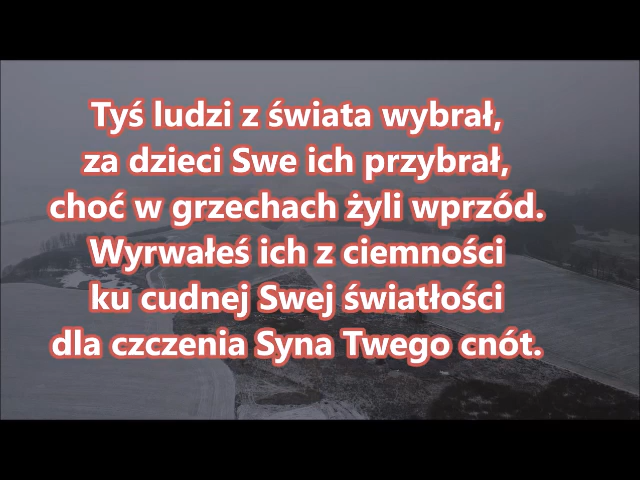 Tyś ludzi z świata wybrał,
za dzieci Swe ich przybrał,
choć w grzechach żyli wprzód.
Wyrwałeś ich z ciemności
ku cudnej Swej światłości
dla czczenia Syna Twego cnót.